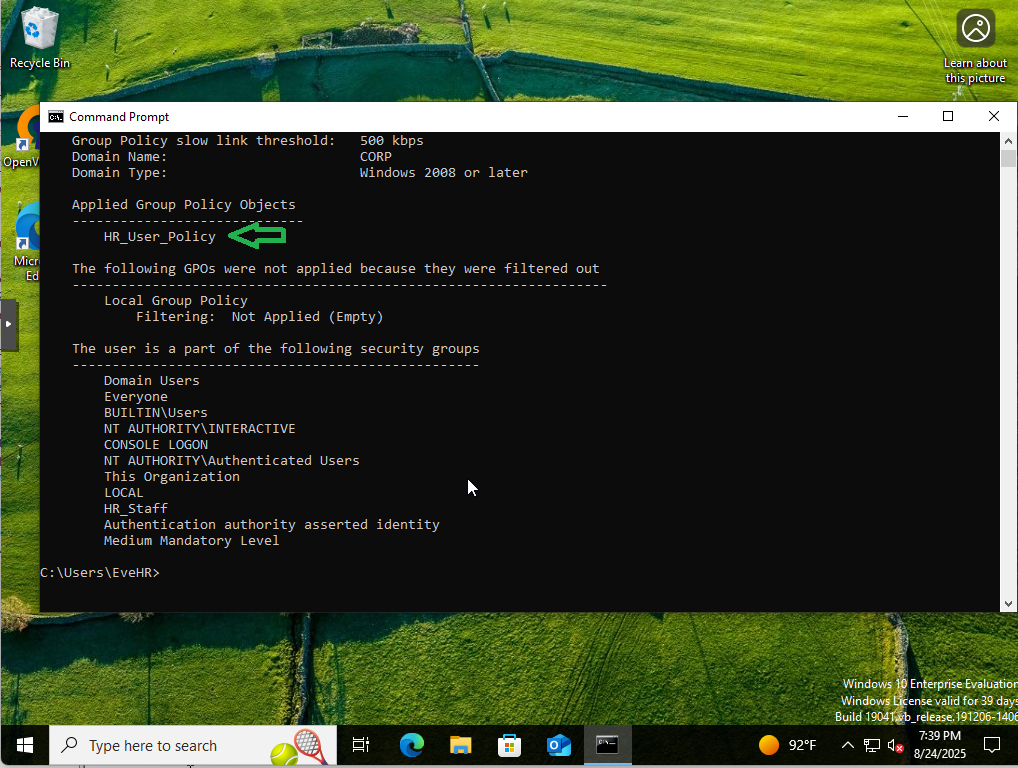 Recycle Bin
Learn about
this picture
OpenV
Micr
Ed
Command Prompt
Group Policy slow link threshold:   500 kbps
Domain Name:                        CORP
Domain Type:                        Windows 2008 or later
Applied Group Policy Objects
-----------------------------
HR_User_Policy
The following GPOs were not applied because they were filtered out
-------------------------------------------------------------------
Local Group Policy
Filtering:  Not Applied (Empty)
The user is a part of the following security groups
---------------------------------------------------
Domain Users
Everyone
BUILTIN\Users
NT AUTHORITY\INTERACTIVE
CONSOLE LOGON
NT AUTHORITY\Authenticated Users
This Organization
LOCAL
HR_Staff
Authentication authority asserted identity
Medium Mandatory Level
C:\Users\EveHR>
Windows 10 Enterprise Evaluation
Windows License valid for 39 days
Build 19041.vb_release.191206-1406
Type here to search
92°F
7:39 PM
8/24/2025